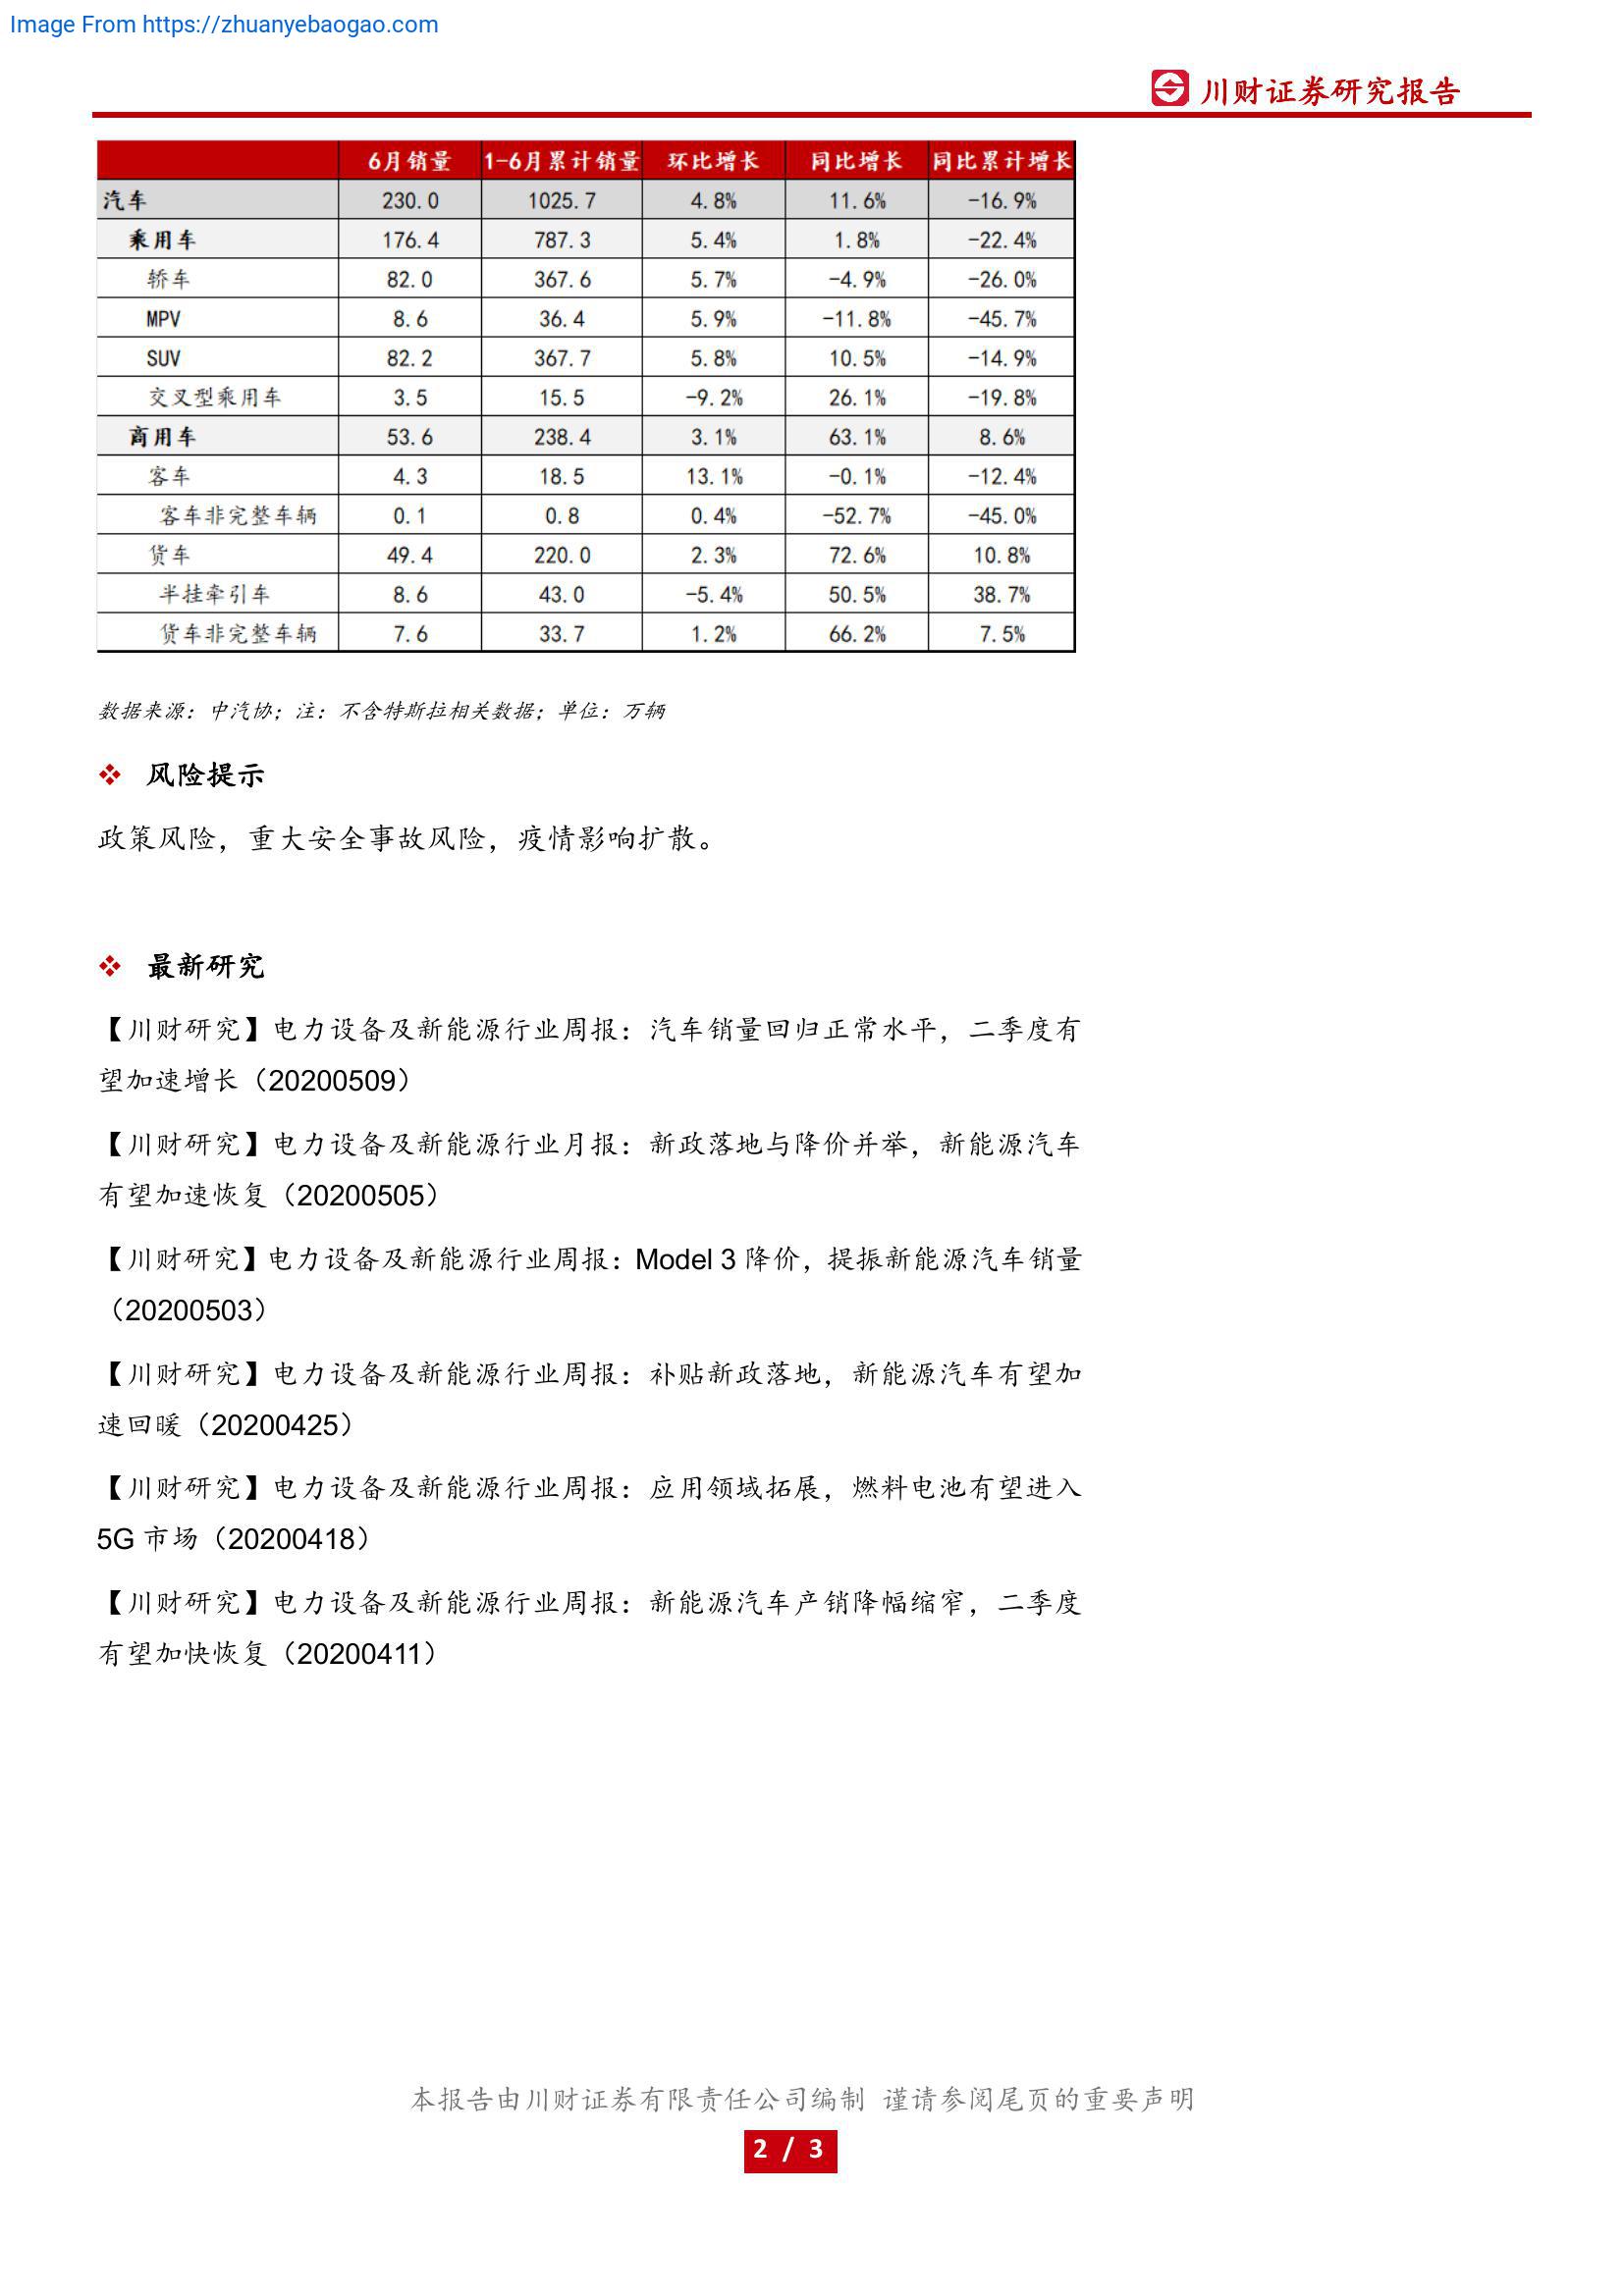 Image From https://zhuanyebaogao.com
川财证券研究报告
6月销量 1-6月累计销量 环比增长 同比增长 同比累计增长
汽车 230.0 1025.7 4.8% 11.6% -16.9%
乘用车 176.4 787.3 5.4% 1.8% -22.4%
轿车 82.0 367.6 5.7% -4.9% -26.0%
MPV 8.6 36.4 5.9% -11.8% -45.7%
SUV 82.2 367.7 5.8% 10.5% -14.9%
交叉型乘用车 3.5 15.5 -9.2% 26.1% -19.8%
商用车 53.6 238.4 3.1% 63.1% 8.6%
客车 4.3 18.5 13.1% -0.1% -12.4%
客车非完整车辆 0.1 0.8 0.4% -52.7% -45.0%
货车 49.4 220.0 2.3% 72.6% 10.8%
半挂牵引车 8.6 43.0 -5.4% 50.5% 38.7%
货车非完整车辆 7.6 33.7 1.2% 66.2% 7.5%
数据来源：中汽协；注：不含特斯拉相关数据；单位：万辆
❖ 风险提示
政策风险，重大安全事故风险，疫情影响扩散。
❖ 最新研究
【川财研究】电力设备及新能源行业周报：汽车销量回归正常水平，二季度有
望加速增长（20200509）
【川财研究】电力设备及新能源行业月报：新政落地与降价并举，新能源汽车
有望加速恢复（20200505）
【川财研究】电力设备及新能源行业周报：Model 3 降价，提振新能源汽车销量
（20200503）
【川财研究】电力设备及新能源行业周报：补贴新政落地，新能源汽车有望加
速回暖（20200425）
【川财研究】电力设备及新能源行业周报：应用领域拓展，燃料电池有望进入
5G 市场（20200418）
【川财研究】电力设备及新能源行业周报：新能源汽车产销降幅缩窄，二季度
有望加快恢复（20200411）
本报告由川财证券有限责任公司编制 谨请参阅尾页的重要声明
2 / 3